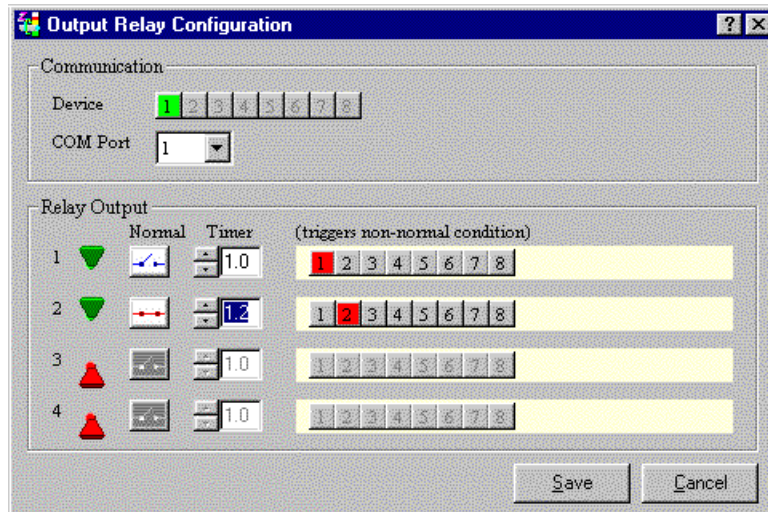 Output Relay Configuration
Communication
Device 1 2 3 4 5 6 7 8
COM Port 1
Relay Output
Normal Timer (triggers non-normal condition)
1 1.0 1 2 3 4 5 6 7 8
2 1.2 1 2 3 4 5 6 7 8
3 1.0 1 2 3 4 5 6 7 8
4 1.0 1 2 3 4 5 6 7 8
Save Cancel